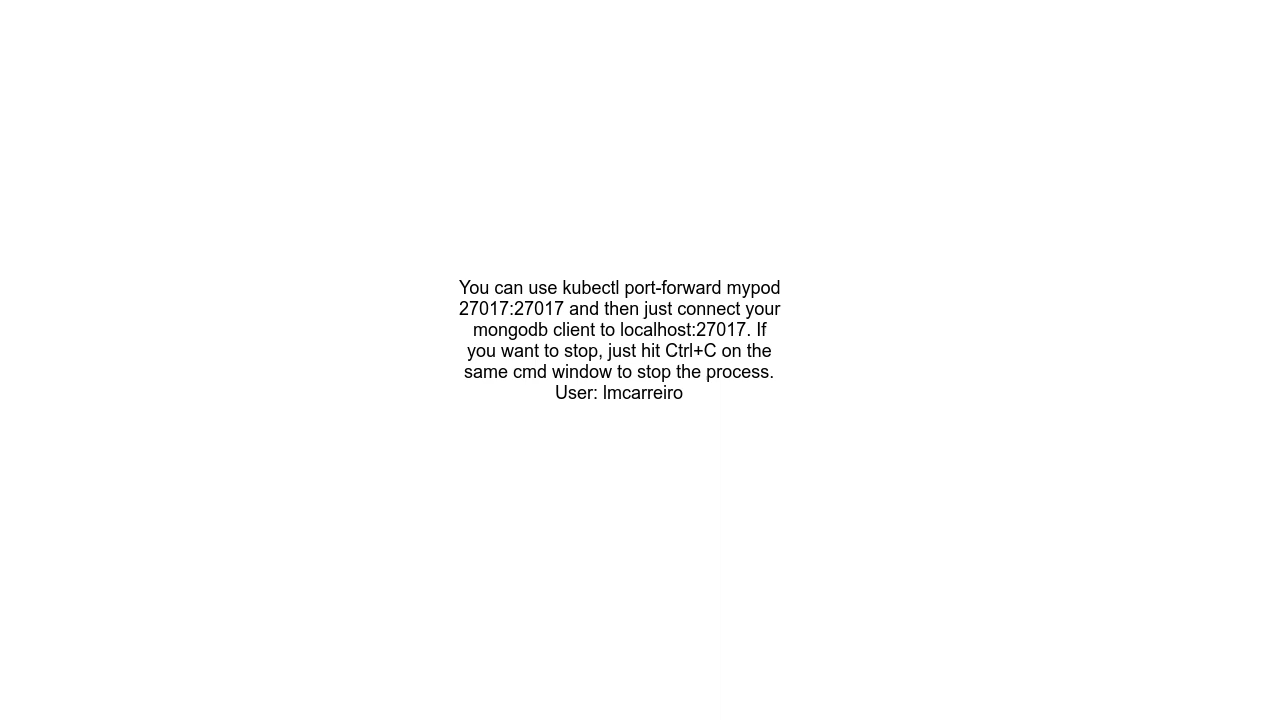 You can use kubectl port-forward mypod
27017:27017 and then just connect your
mongodb client to localhost:27017. If
you want to stop, just hit Ctrl+C on the
same cmd window to stop the process.
User: lmcarreiro